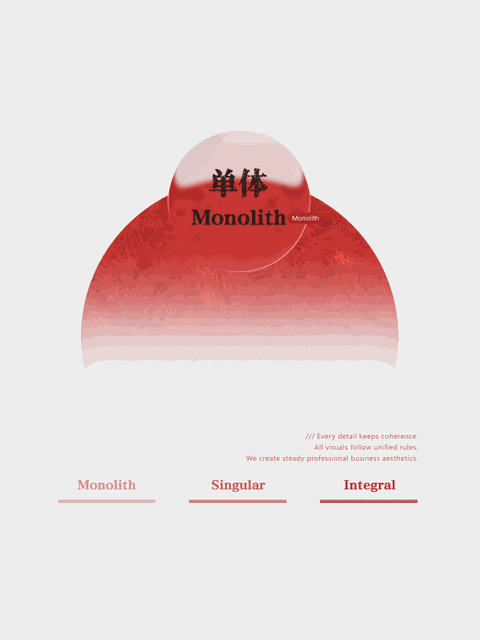 单体
Monolith
Monolith
/// Every detail keeps coherence.
All visuals follow unified rules.
We create steady professional business aesthetics.
Monolith
Singular
Integral